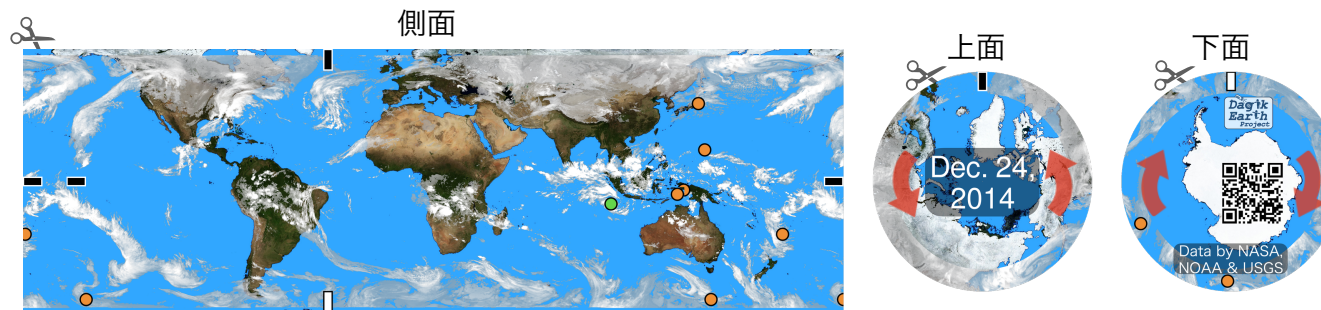 側面
上面
下面
Dec. 24,
2014
Dagik
Earth
Project
Data by NASA,
NOAA & USGS